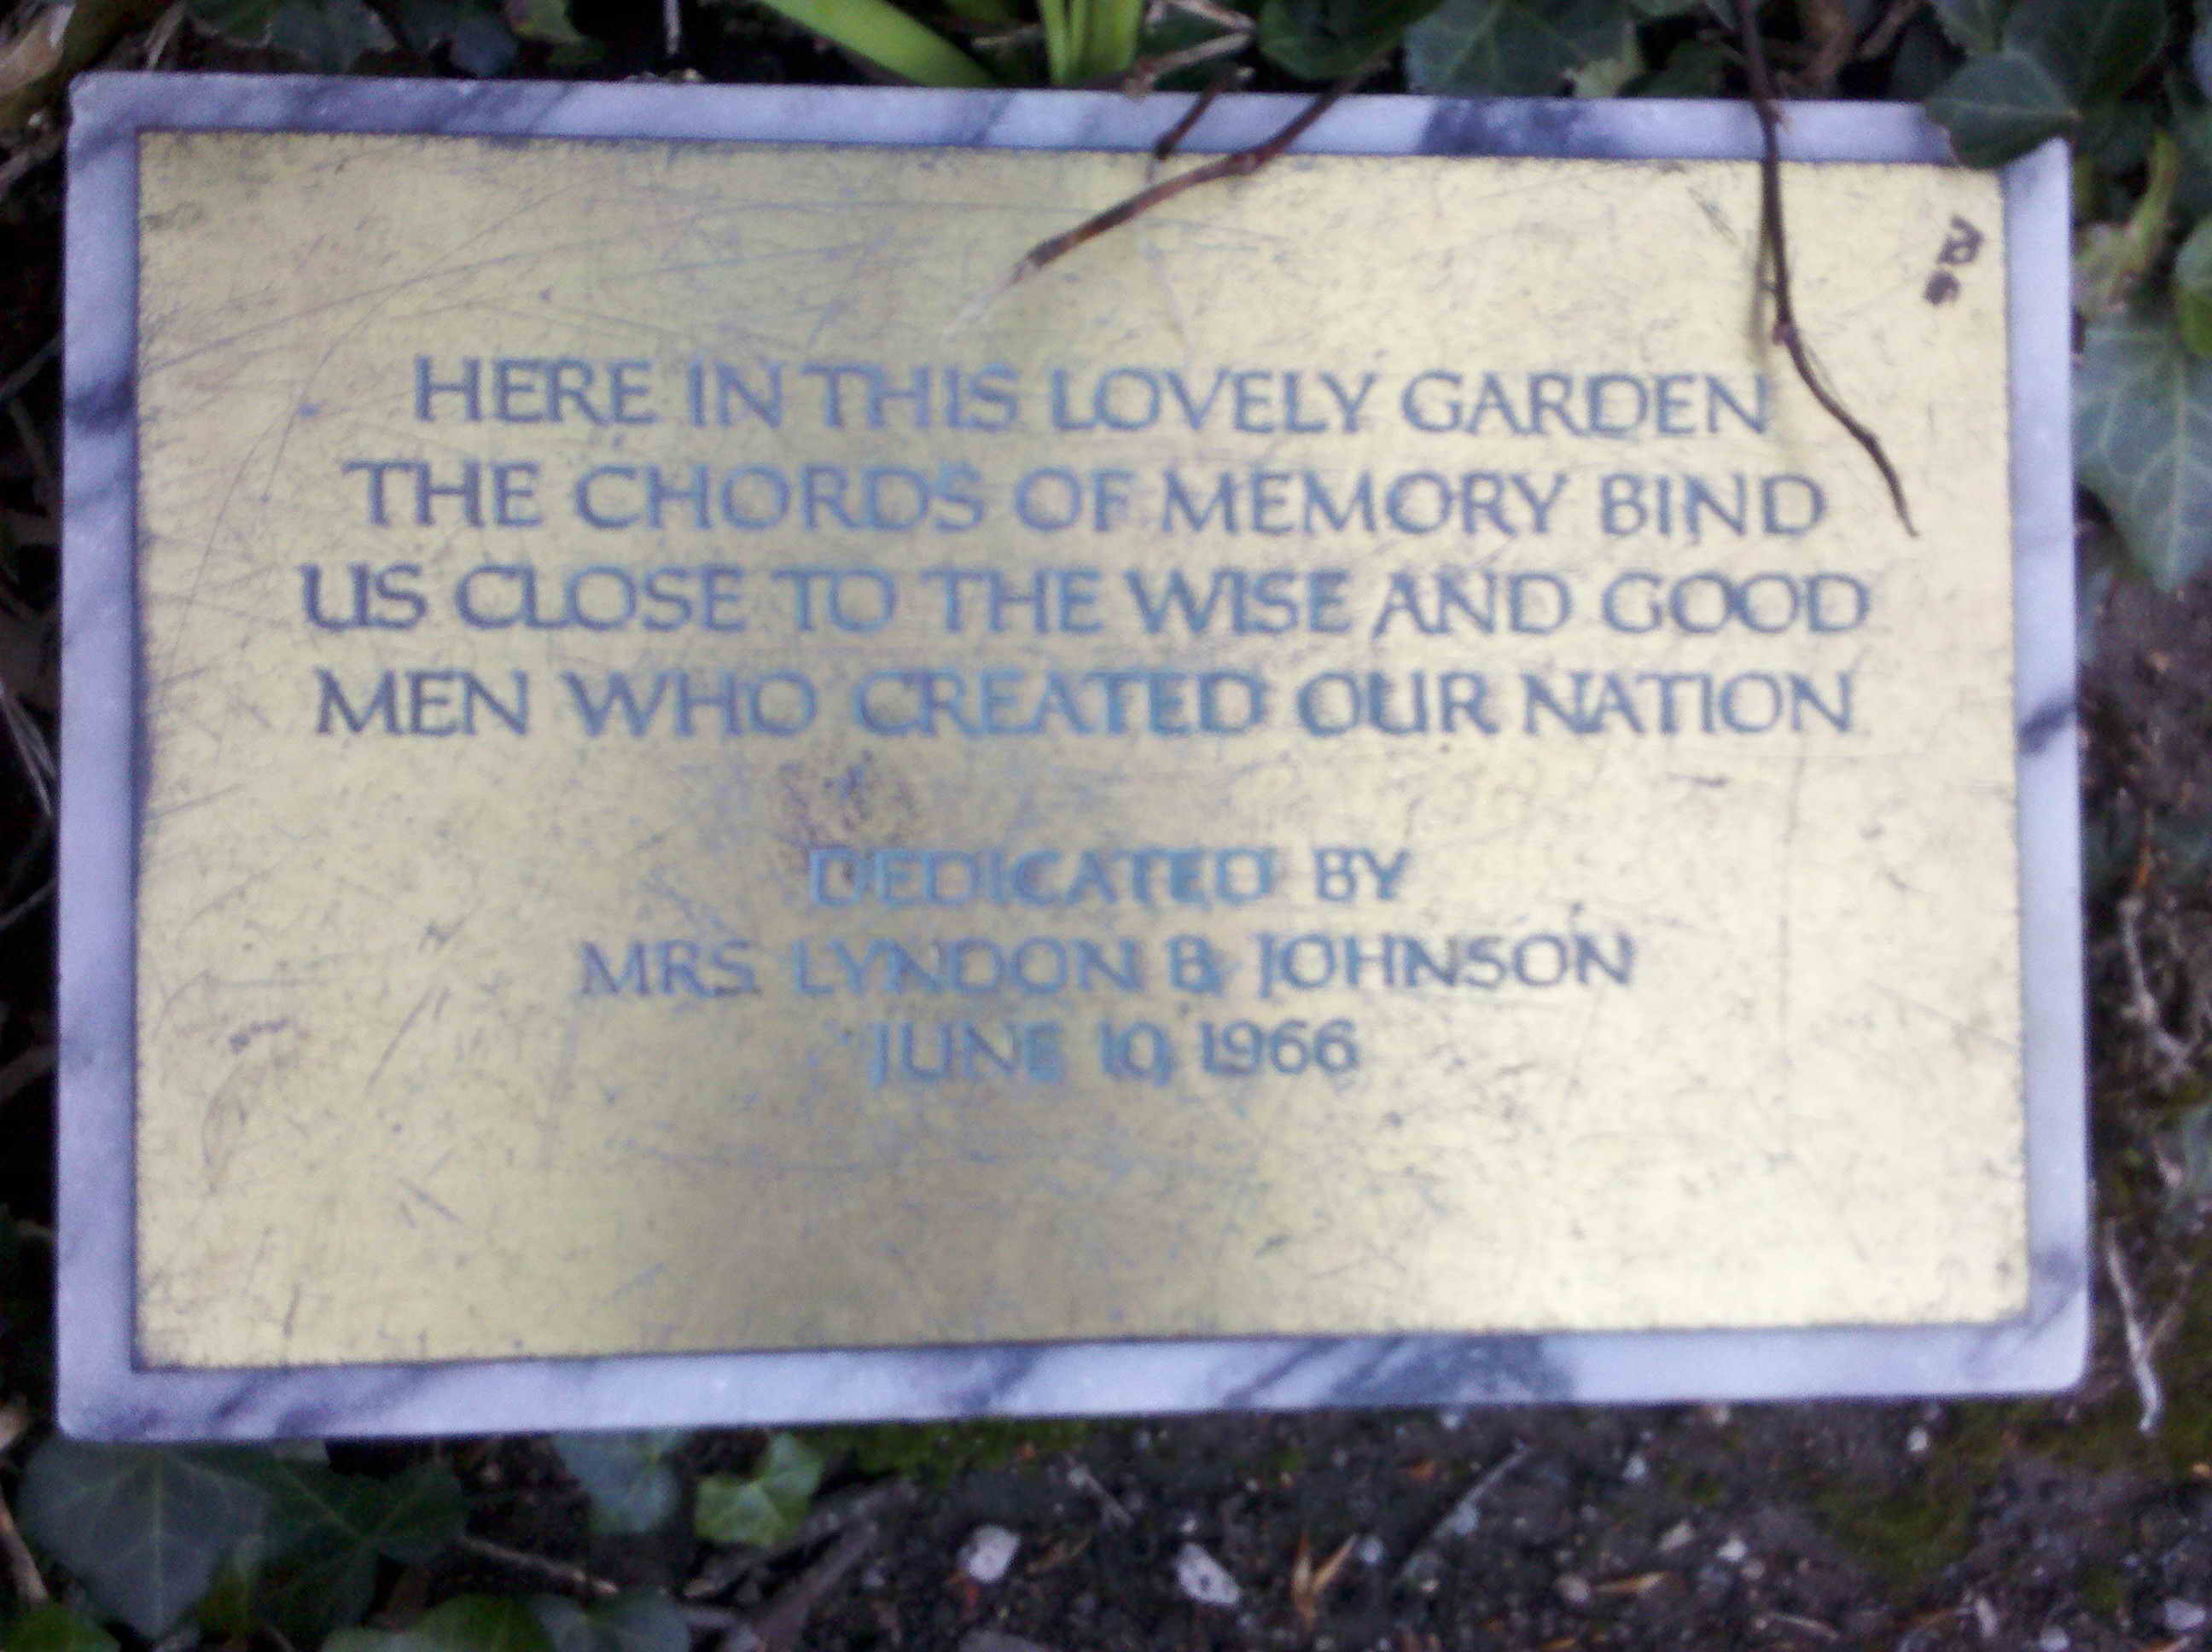 HERE IN THIS LOVELY GARDEN
THE CHORDS OF MEMORY BIND
US CLOSE TO THE WISE AND GOOD
MEN WHO CREATED OUR NATION
DEDICATED BY
MRS. LYNDON B. JOHNSON
JUNE 10, 1966